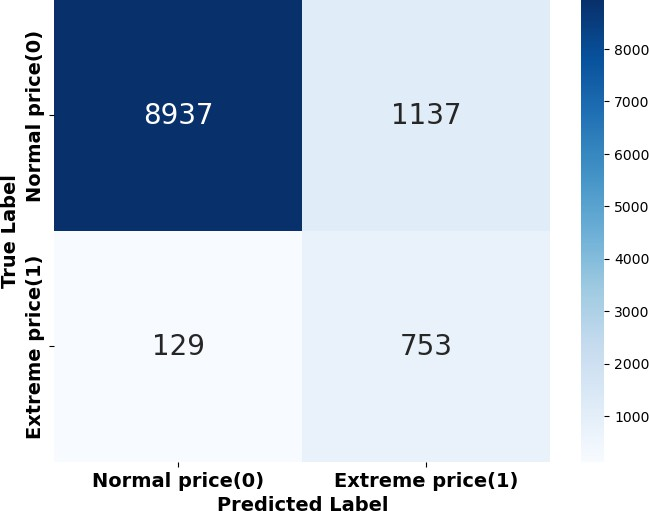 True Label
Normal price(0)
Extreme price(1)
8937
1137
129
753
Normal price(0)
Extreme price(1)
Predicted Label
8000
7000
6000
5000
4000
3000
2000
1000